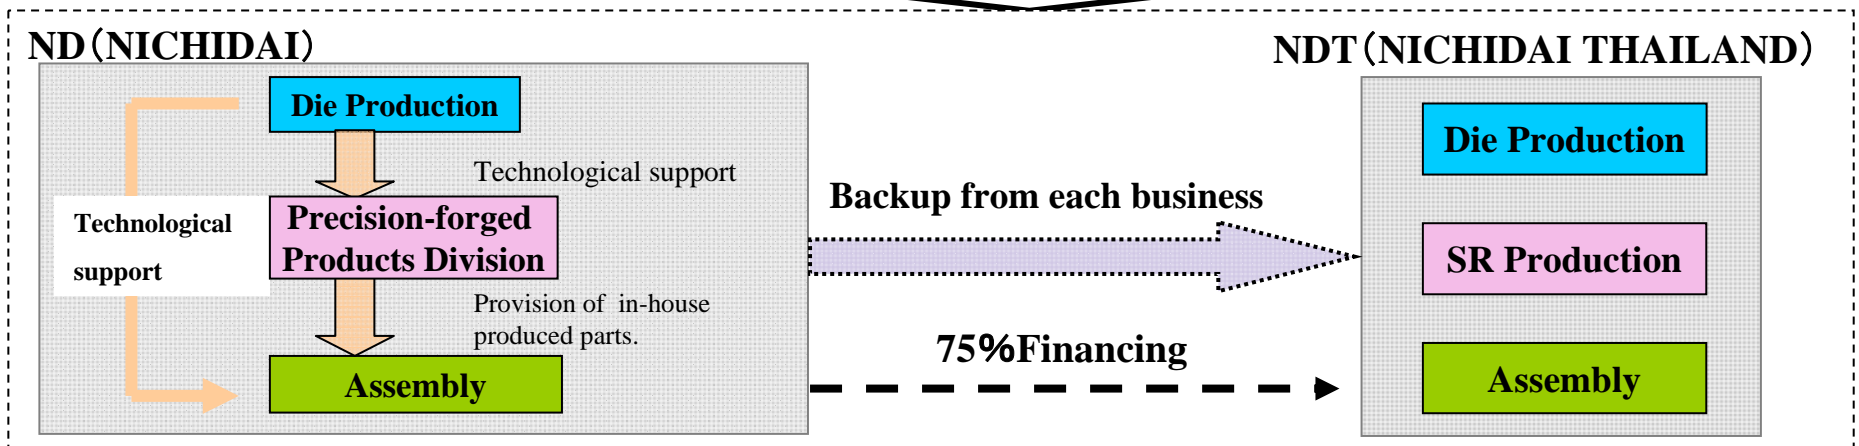 ND（NICHIDAI）
NDT（NICHIDAI THAILAND）
Die Production
Technological support
Technological
support
Precision-forged
Products Division
Provision of in-house
produced parts.
Assembly
Backup from each business
75%Financing
Die Production
SR Production
Assembly